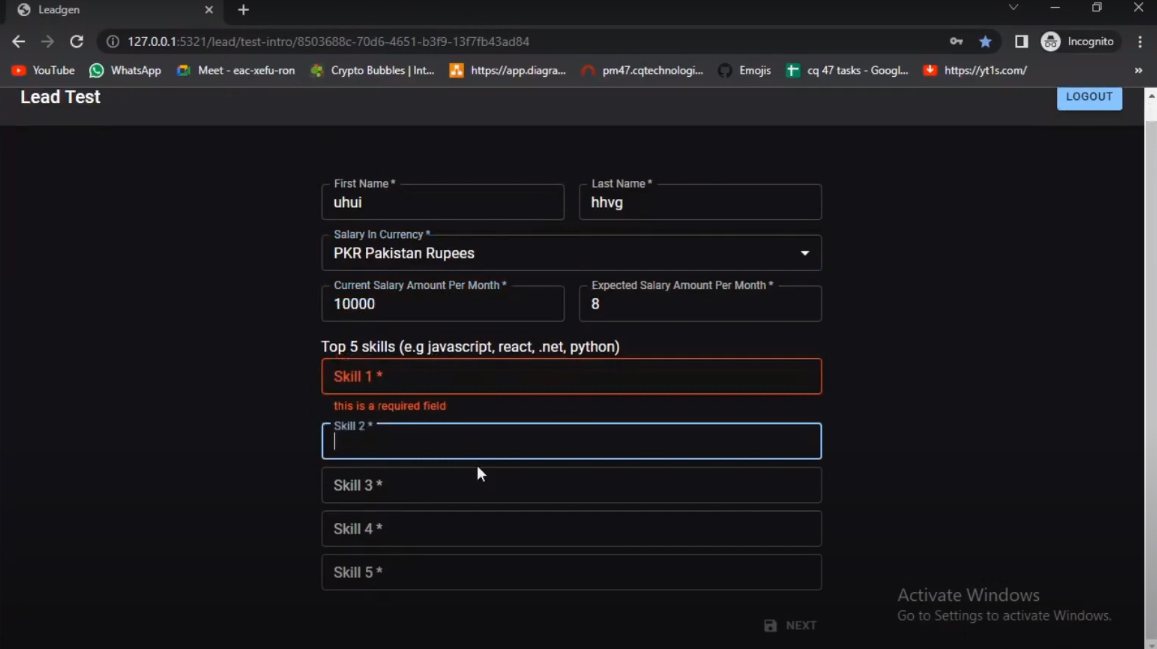 Leadgen
127.0.0.1:5321/lead/test-intro/8503688c-70d6-4651-b3f9-13f7fb43ad84
Incognito
YouTube WhatsApp Meet - eac-xefu-ron Crypto Bubbles | Int... https://app.diagra... pm47.cqtechnologi... Emojis cq 47 tasks - Googl... https://yt1s.com/ »
Lead Test LOGOUT
First Name * Last Name *
uhui hhvg
Salary In Currency *
PKR Pakistan Rupees
Current Salary Amount Per Month * Expected Salary Amount Per Month *
10000 8
Top 5 skills (e.g javascript, react, .net, python)
Skill 1 *
this is a required field
Skill 2 *
Skill 3 *
Skill 4 *
Skill 5 *
Activate Windows
Go to Settings to activate Windows.
NEXT